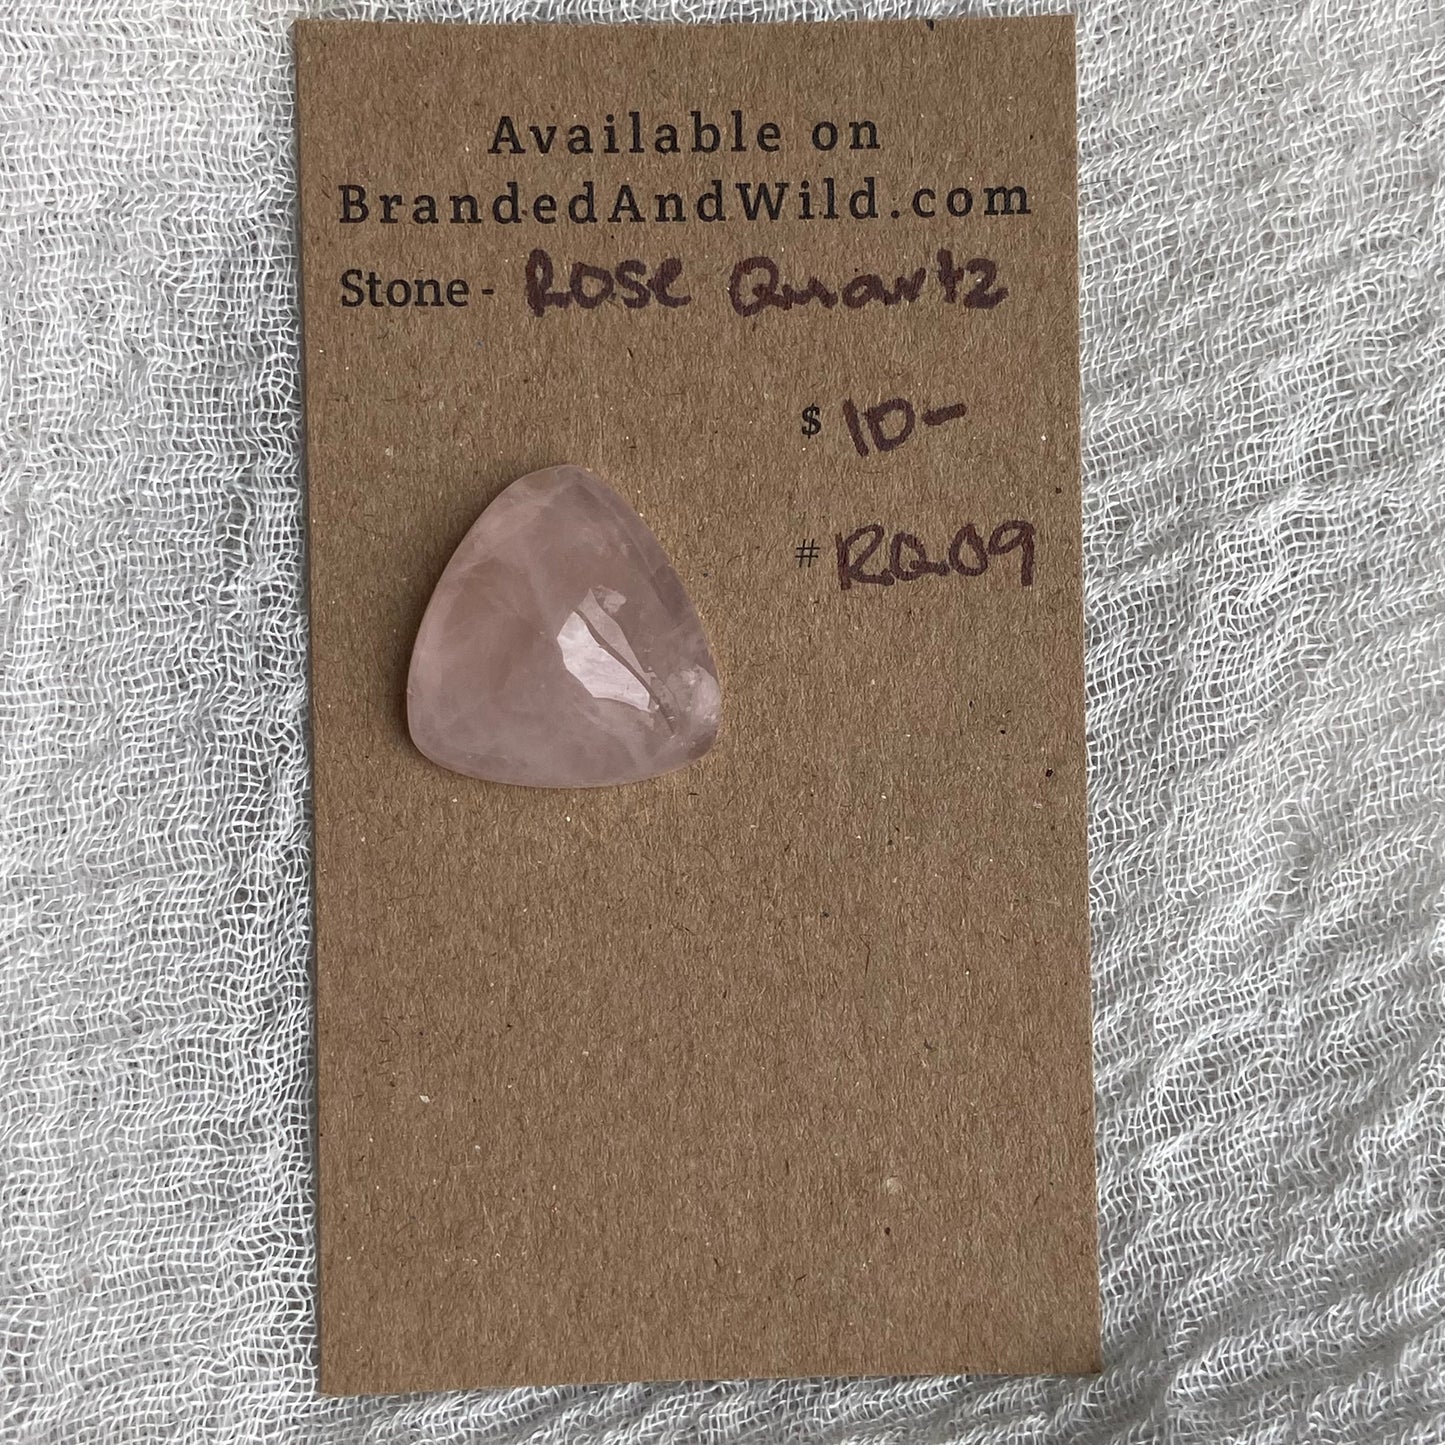 Available on
BrandedAndWild.com
Stone - Rose Quartz
$ 10-
# RQ09